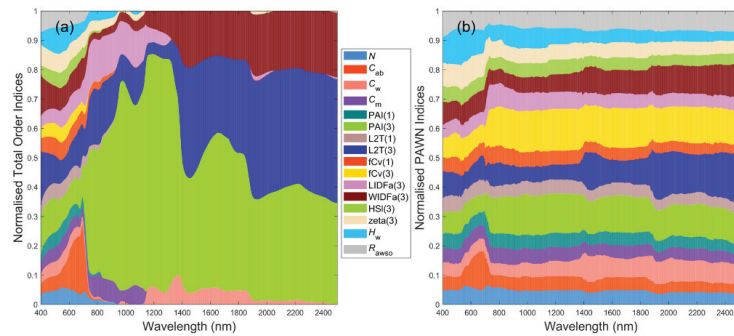 (a)
Normalised Total Order Indices
1
0.9
0.8
0.7
0.6
0.5
0.4
0.3
0.2
0.1
0
400 600 800 1000 1200 1400 1600 1800 2000 2200 2400
Wavelength (nm)
N
Cab
Cw
Cm
PAI(1)
PAI(3)
L2T(1)
L2T(3)
fCv(1)
fCv(3)
LIDFa(3)
WIDFa(3)
HSI(3)
zeta(3)
Hw
Rawso
(b)
Normalised PAWN Indices
1
0.9
0.8
0.7
0.6
0.5
0.4
0.3
0.2
0.1
0
400 600 800 1000 1200 1400 1600 1800 2000 2200 2400
Wavelength (nm)